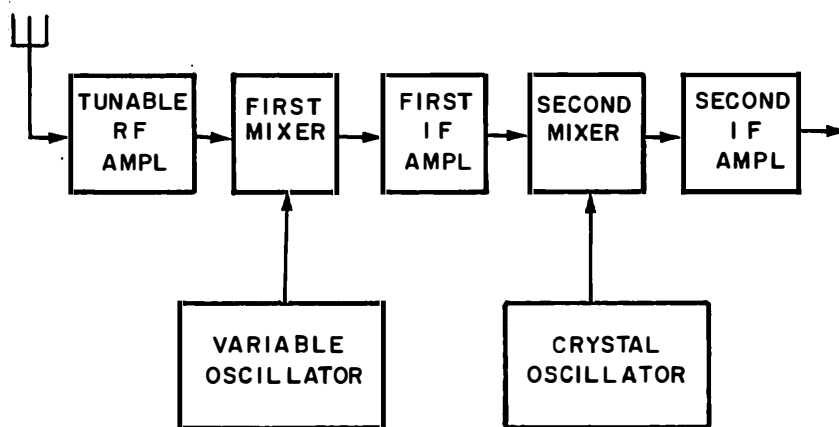 TUNABLE
RF
AMPL
FIRST
MIXER
FIRST
IF
AMPL
SECOND
MIXER
SECOND
IF
AMPL
VARIABLE
OSCILLATOR
CRYSTAL
OSCILLATOR